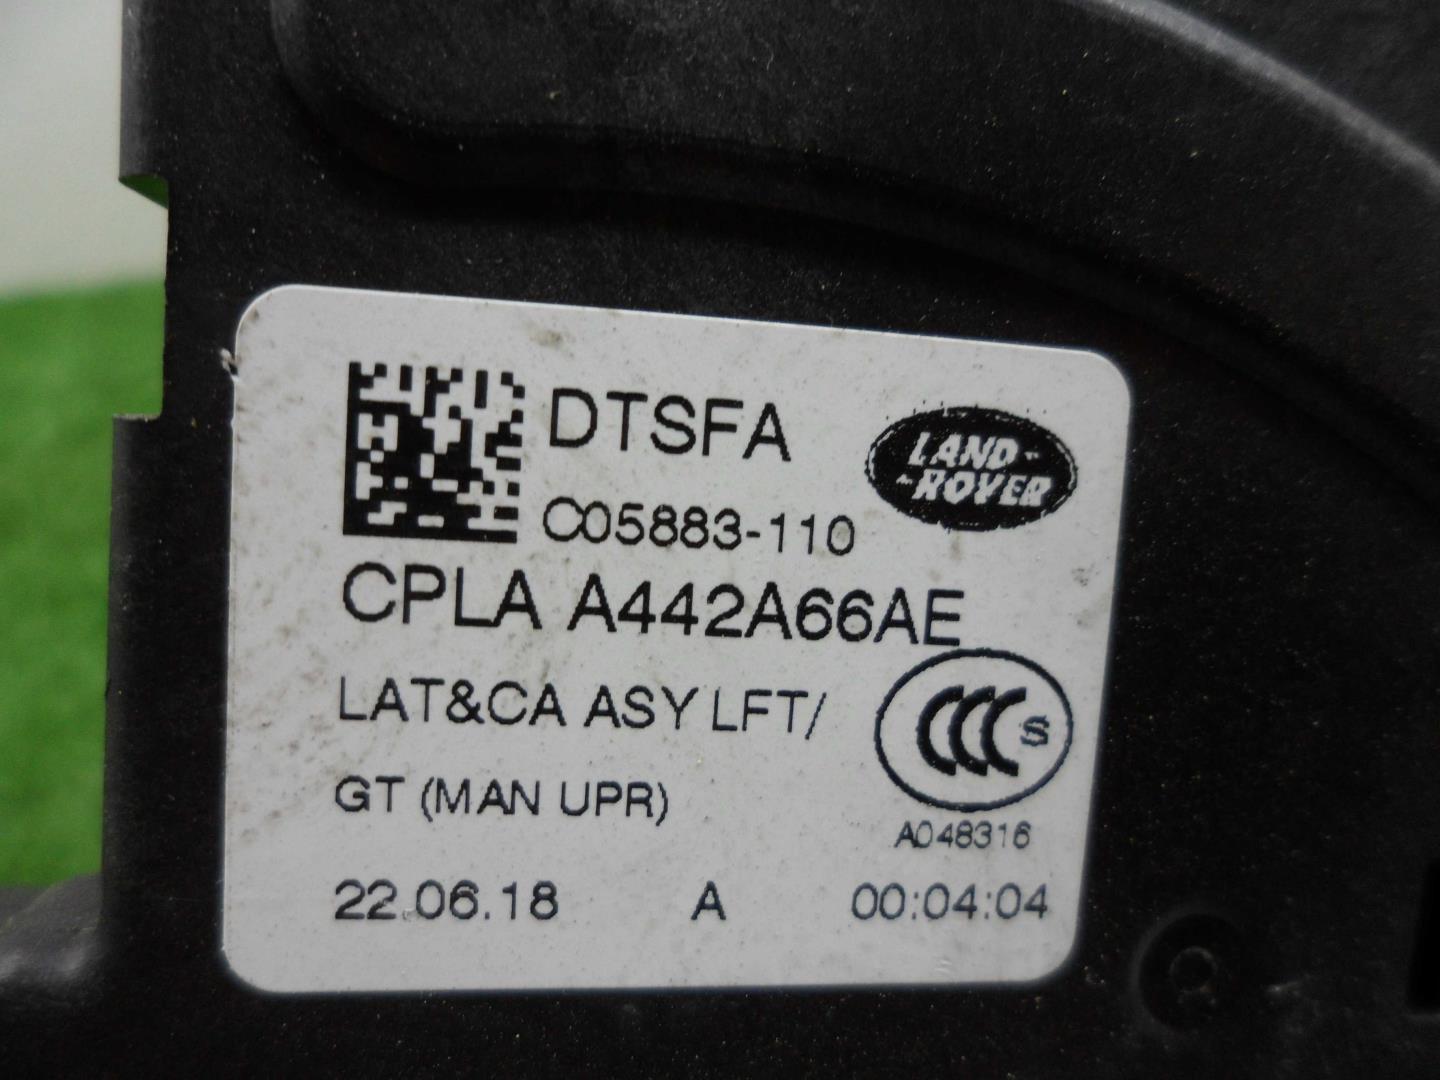 DTSFA
LAND-
-ROVER
C05883-110
CPLA A442A66AE
LAT&CA ASY LFT/
CCC S
GT (MAN UPR)
A048316
22.06.18 A 00:04:04